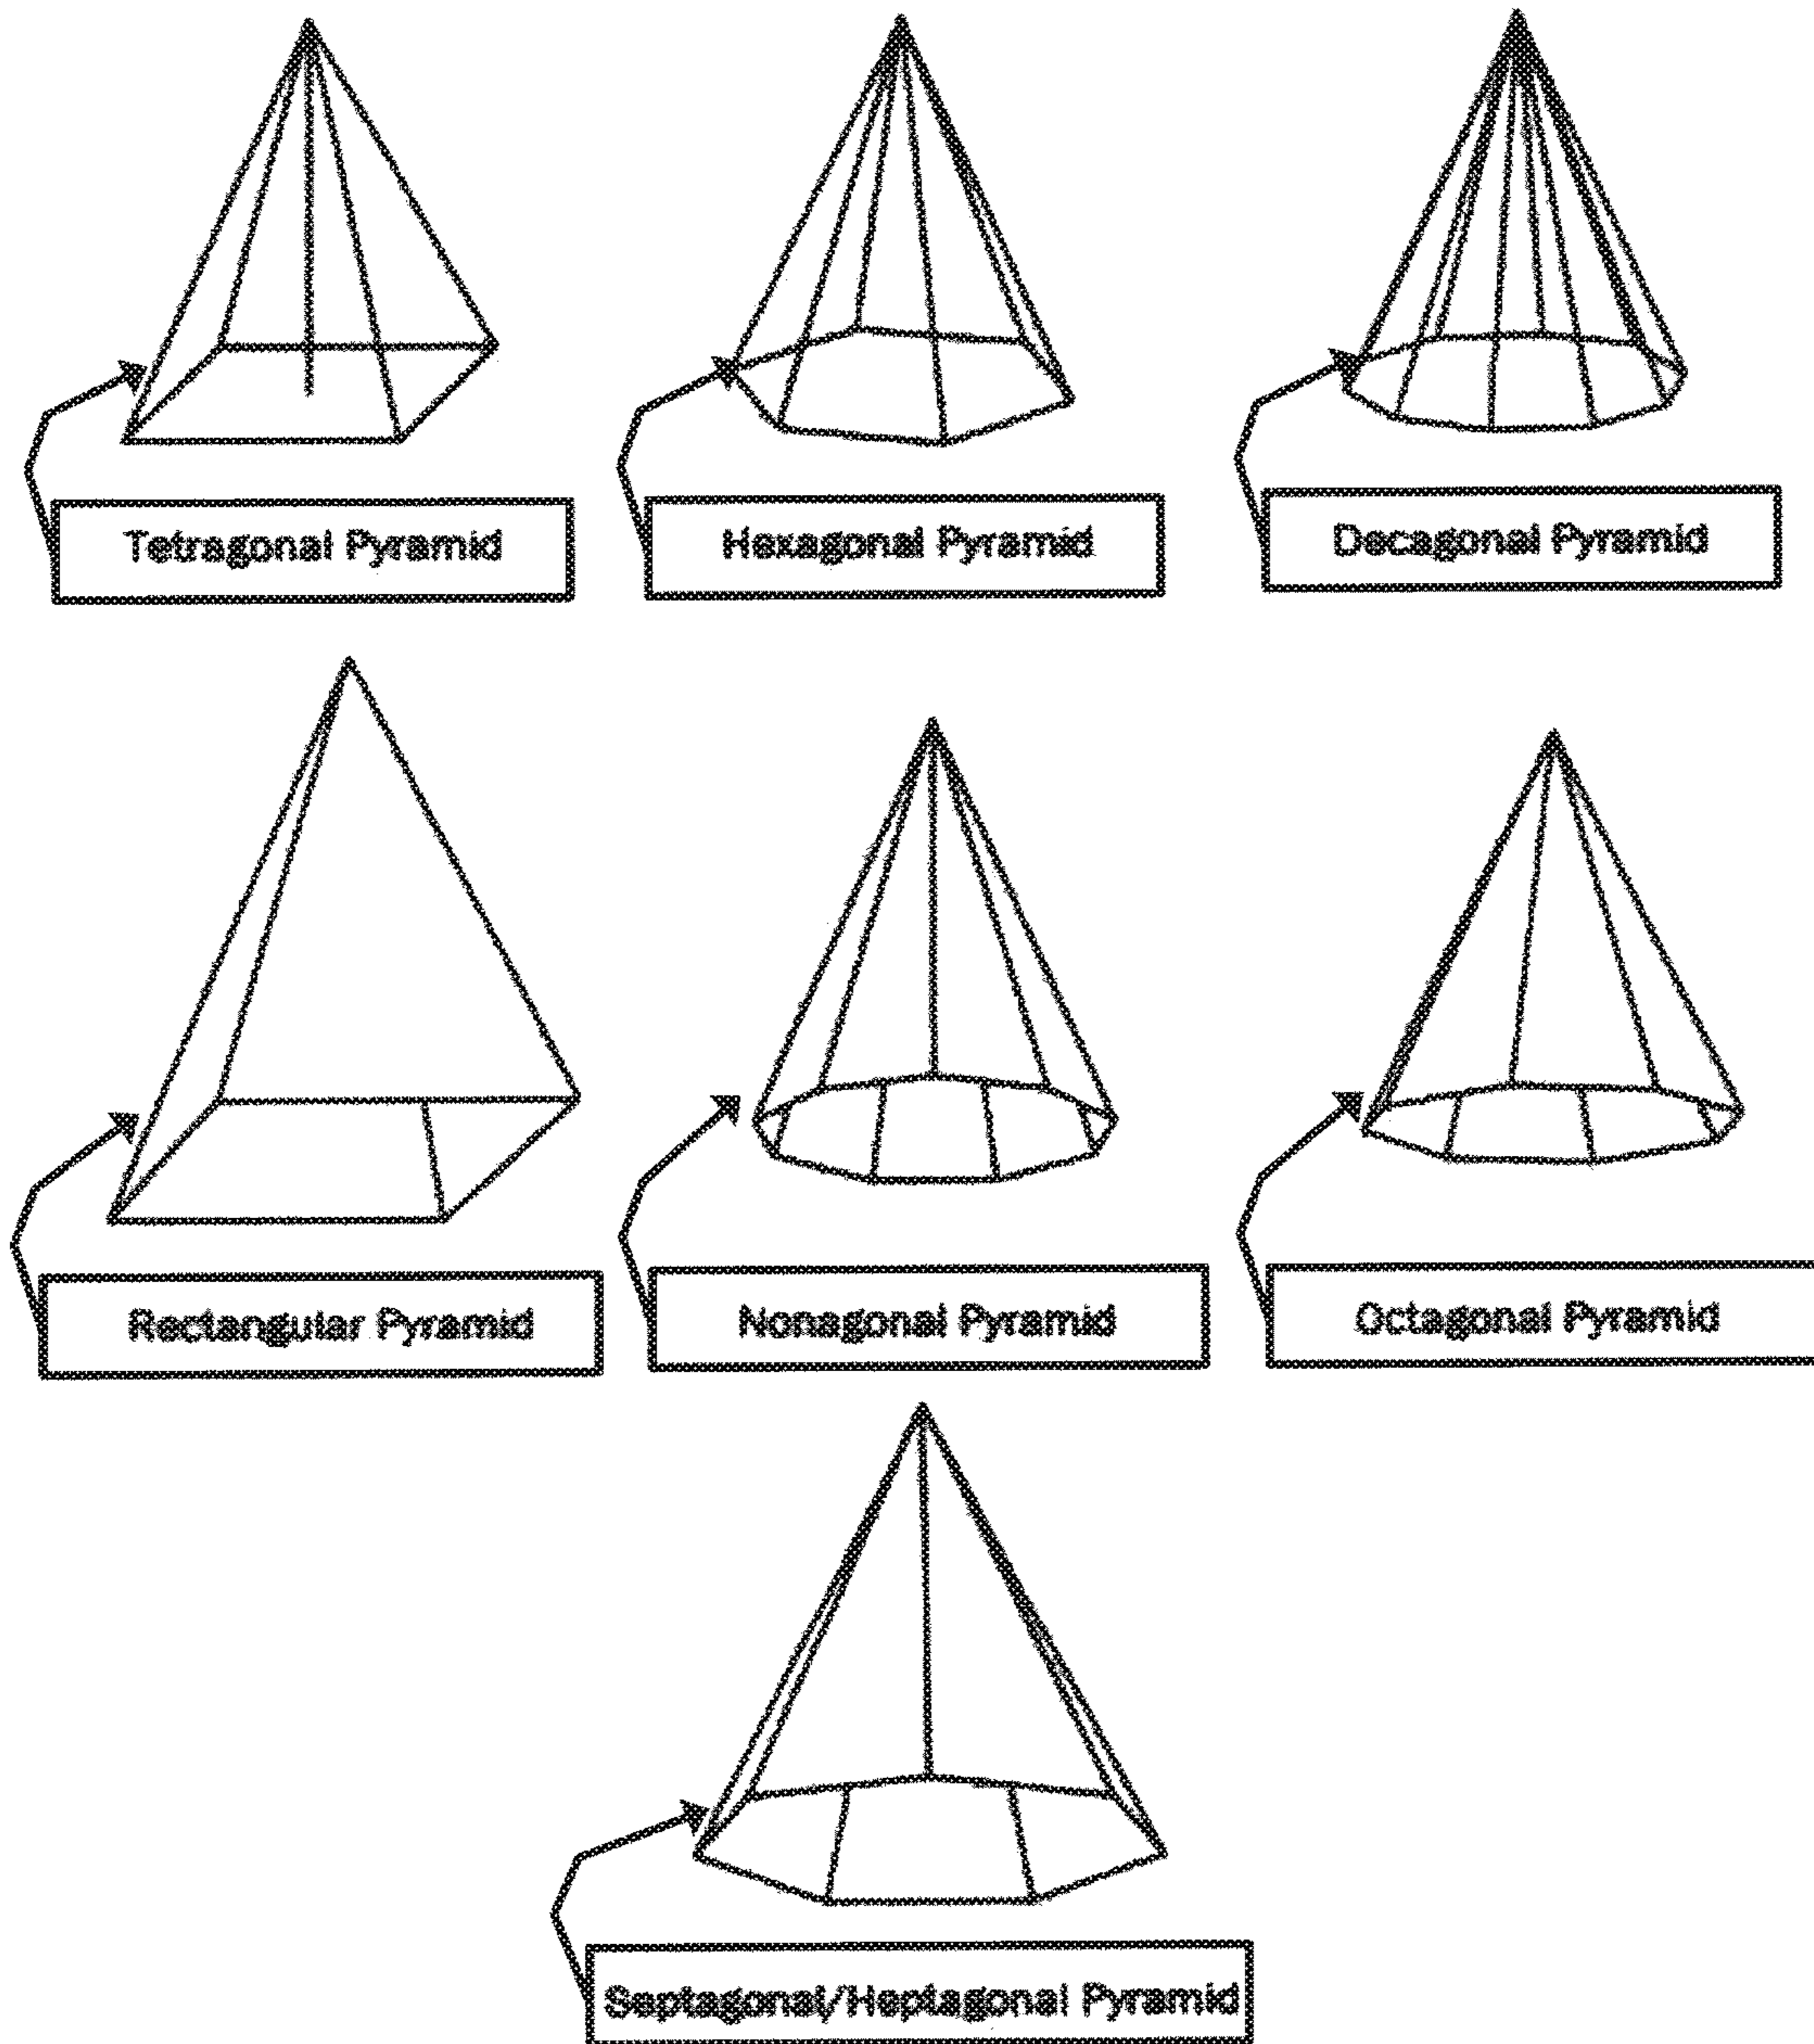 Tetragonal Pyramid
Hexagonal Pyramid
Decagonal Pyramid
Rectangular Pyramid
Nonagonal Pyramid
Octagonal Pyramid
Septagonal/Heptagonal Pyramid